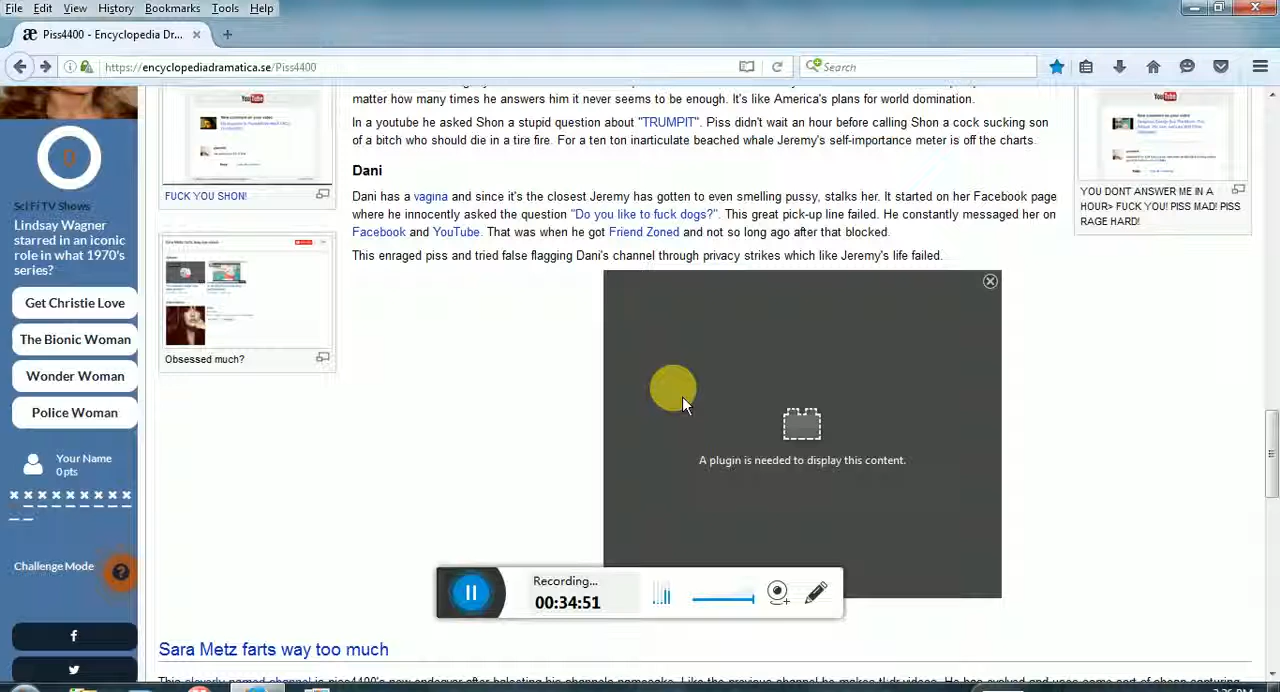 File Edit View History Bookmarks Tools Help
Piss4400 - Encyclopedia Dr...
https://encyclopediadramatica.se/Piss4400
Search
matter how many times he answers him it never seems to be enough. It's like America's plans for world domination.
In a youtube he asked Shon a stupid question about "TRUMPIT". Piss didn't wait an hour before calling Shon a cock sucking son
of a bitch who should die in a tire fire. For a ten ton inanimate beached whale Jeremy's self-importance meter is off the charts.
Dani
Dani has a vagina and since it's the closest Jeremy has gotten to even smelling pussy, stalks her. It started on her Facebook page
where he innocently asked the question "Do you like to fuck dogs?". This great pick-up line failed. He constantly messaged her on
Facebook and YouTube. That was when he got Friend Zoned and not so long ago after that blocked.
This enraged piss and tried false flagging Dani's channel through privacy strikes which like Jeremy's life failed.
YouTube
FUCK YOU SHON!
Obsessed much?
YouTube
YOU DONT ANSWER ME IN A
HOUR> FUCK YOU! PISS MAD! PISS
RAGE HARD!
0
Sci Fi TV Shows
Lindsay Wagner
starred in an iconic
role in what 1970's
series?
Get Christie Love
The Bionic Woman
Wonder Woman
Police Woman
Your Name
0 pts
Challenge Mode
?
A plugin is needed to display this content.
Recording...
00:34:51
Sara Metz farts way too much